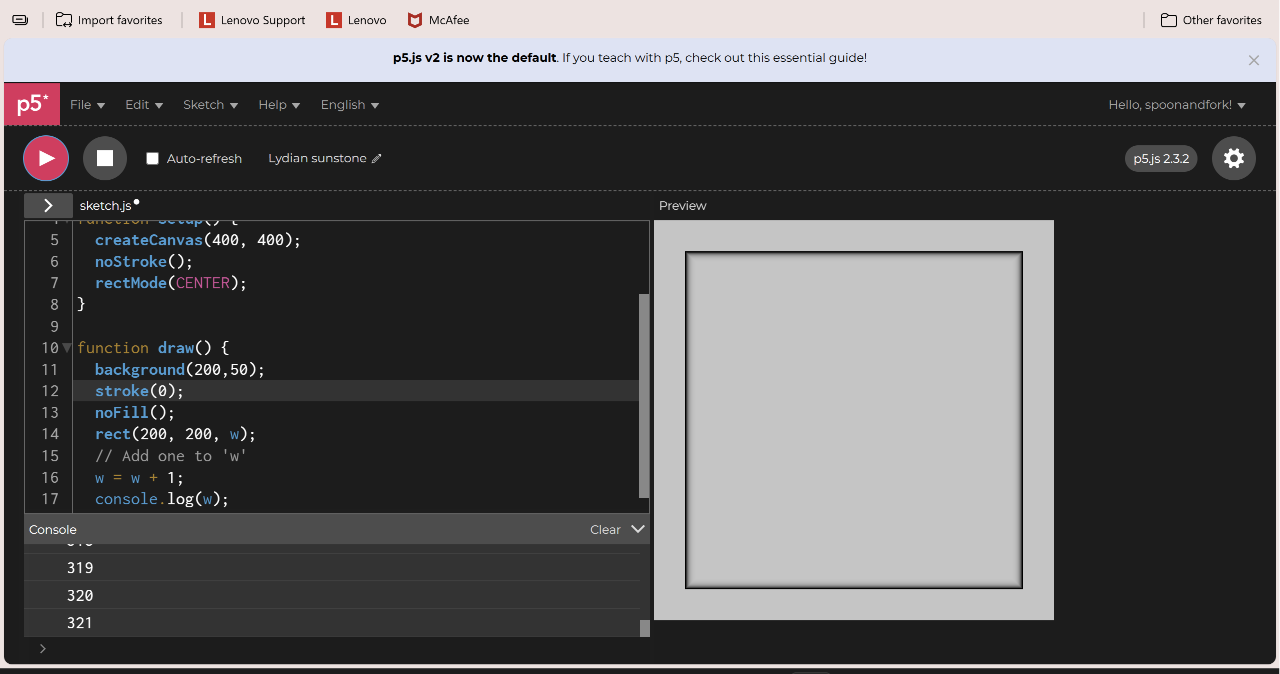 Import favorites
L Lenovo Support
L Lenovo
McAfee
Other favorites
p5.js v2 is now the default. If you teach with p5, check out this essential guide!
p5*
File
Edit
Sketch
Help
English
Hello, spoonandfork!
Auto-refresh
Lydian sunstone
p5.js 2.3.2
sketch.js
Preview
5 createCanvas(400, 400);
6 noStroke();
7 rectMode(CENTER);
8 }
9
10 function draw() {
11 background(200,50);
12 stroke(0);
13 noFill();
14 rect(200, 200, w);
15 // Add one to 'w'
16 w = w + 1;
17 console.log(w);
Console
Clear
319
320
321